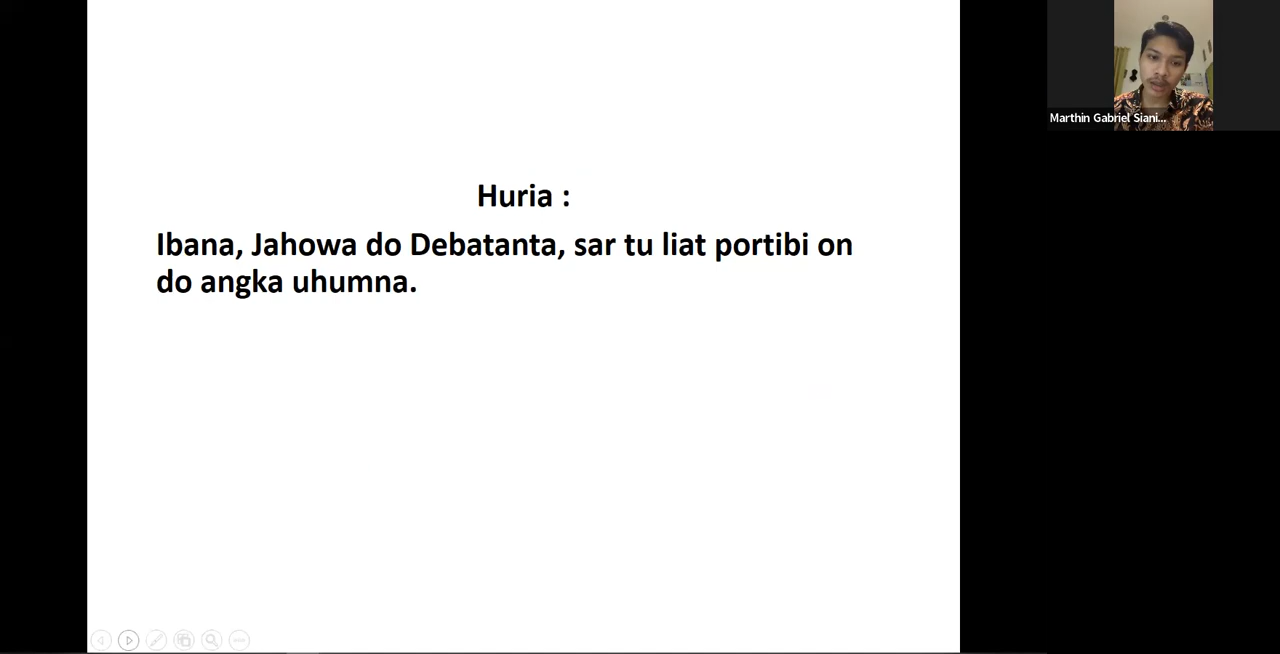 Huria :
Ibana, Jahowa do Debatanta, sar tu liat portibi on
do angka uhumna.
Marthin Gabriel Siani...